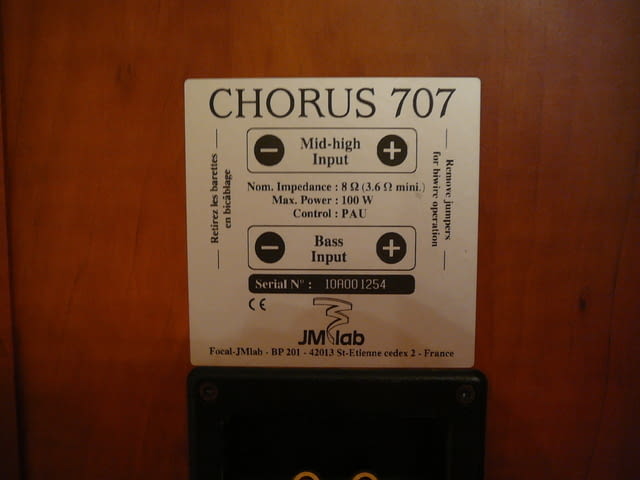 CHORUS 707
Mid-high
Input
Nom. Impedance : 8 Ω (3.6 Ω mini.)
Max. Power : 100 W
Control : PAU
Retirez les barettes
en bicâblage
Remove jumpers
for biwire operation
Bass
Input
Serial N° : 10A001254
CE
JMlab
Focal-JMlab - BP 201 - 42013 St-Etienne cedex 2 - France